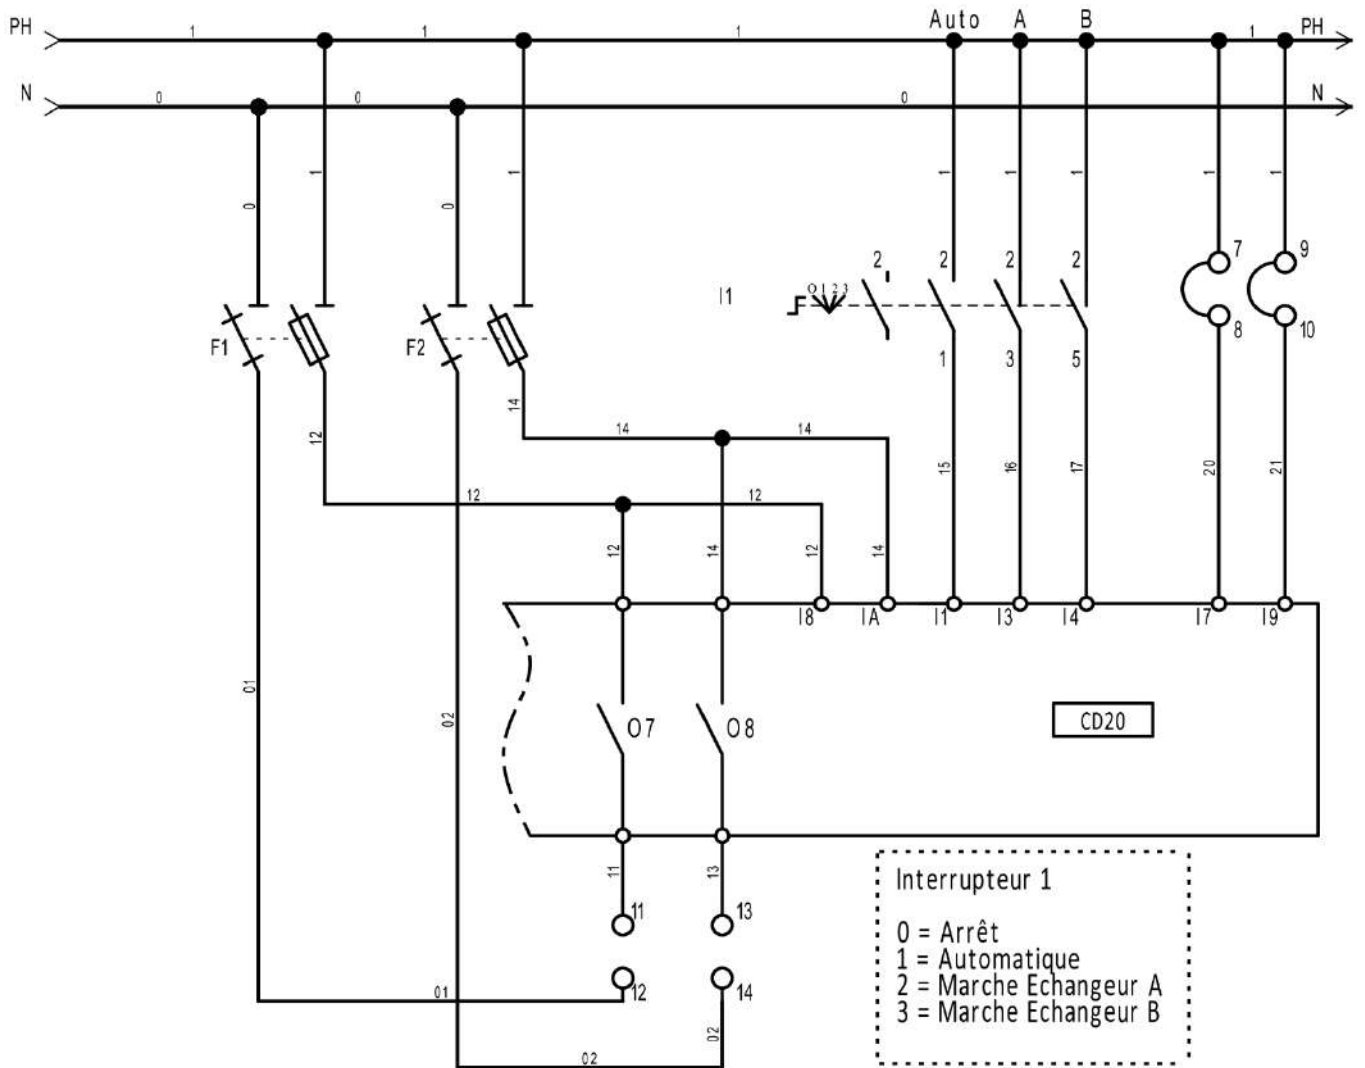 Auto A B
PH 1 1 1 1 PH
N 0 0 0 N
0 1 0 1 1 1 1 1 1
2 2 2 2 7 9
I1 0 1 2 3
F1 F2 1 3 5 8 10
14
12 14 14 15 16 17 20 21
12 12
12 14 12 14
I8 IA I1 I3 I4 I7 I9
01 02 O7 O8 CD20
11 13
11 13
12 14
01
02
02
Interrupteur 1
0 = Arrêt
1 = Automatique
2 = Marche Echangeur A
3 = Marche Echangeur B